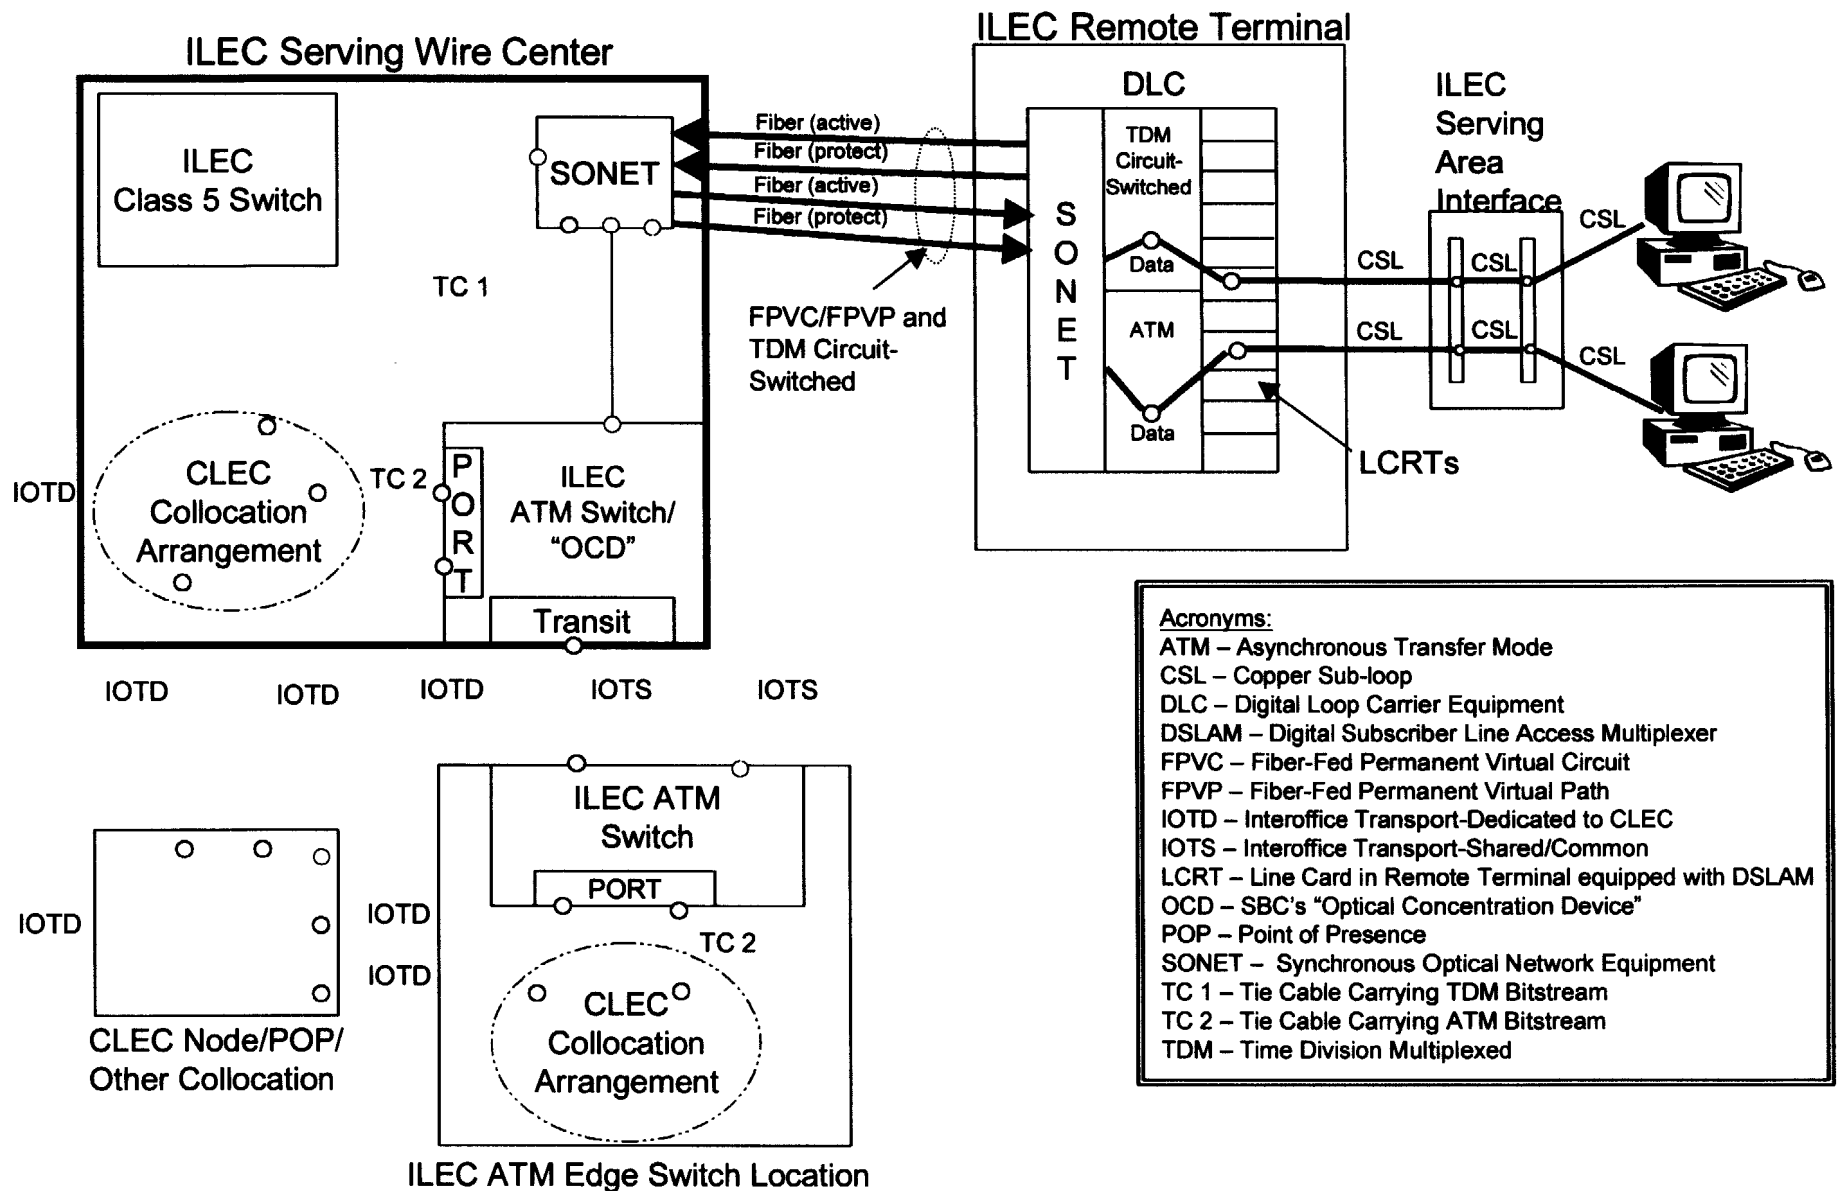 ILEC Serving Wire Center
ILEC Remote Terminal
ILEC
Class 5 Switch
SONET
Fiber (active)
Fiber (protect)
Fiber (active)
Fiber (protect)
TC 1
FPVC/FPVP and
TDM Circuit-
Switched
DLC
S
O
N
E
T
TDM
Circuit-
Switched
Data
ATM
Data
LCRTs
CSL
CSL
CSL
CSL
CSL
CSL
ILEC
Serving
Area
Interface
IOTD
CLEC
Collocation
Arrangement
TC 2
P
O
R
T
ILEC
ATM Switch/
“OCD”
Transit
IOTD
IOTD
IOTD
IOTS
IOTS
IOTD
CLEC Node/POP/
Other Collocation
IOTD
IOTD
ILEC ATM
Switch
PORT
TC 2
CLEC
Collocation
Arrangement
ILEC ATM Edge Switch Location
Acronyms:
ATM – Asynchronous Transfer Mode
CSL – Copper Sub-loop
DLC – Digital Loop Carrier Equipment
DSLAM – Digital Subscriber Line Access Multiplexer
FPVC – Fiber-Fed Permanent Virtual Circuit
FPVP – Fiber-Fed Permanent Virtual Path
IOTD – Interoffice Transport-Dedicated to CLEC
IOTS – Interoffice Transport-Shared/Common
LCRT – Line Card in Remote Terminal equipped with DSLAM
OCD – SBC's “Optical Concentration Device”
POP – Point of Presence
SONET – Synchronous Optical Network Equipment
TC 1 – Tie Cable Carrying TDM Bitstream
TC 2 – Tie Cable Carrying ATM Bitstream
TDM – Time Division Multiplexed